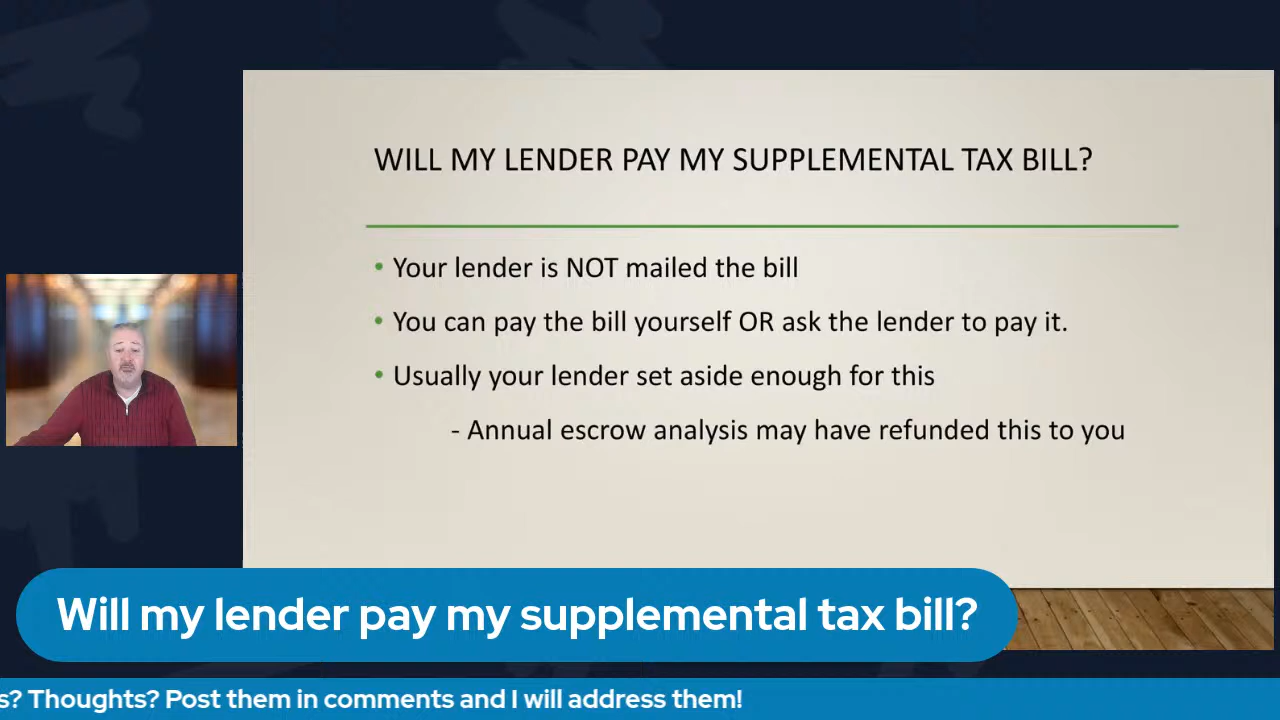 WILL MY LENDER PAY MY SUPPLEMENTAL TAX BILL?
• Your lender is NOT mailed the bill
• You can pay the bill yourself OR ask the lender to pay it.
• Usually your lender set aside enough for this
- Annual escrow analysis may have refunded this to you
Will my lender pay my supplemental tax bill?
s? Thoughts? Post them in comments and I will address them!